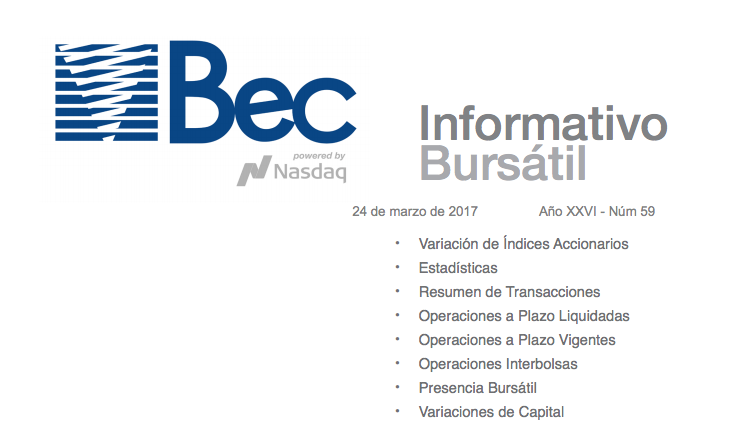 Bec
powered by
Nasdaq
Informativo
Bursátil
24 de marzo de 2017 Año XXVI - Núm 59
• Variación de Índices Accionarios
• Estadísticas
• Resumen de Transacciones
• Operaciones a Plazo Liquidadas
• Operaciones a Plazo Vigentes
• Operaciones Interbolsas
• Presencia Bursátil
• Variaciones de Capital